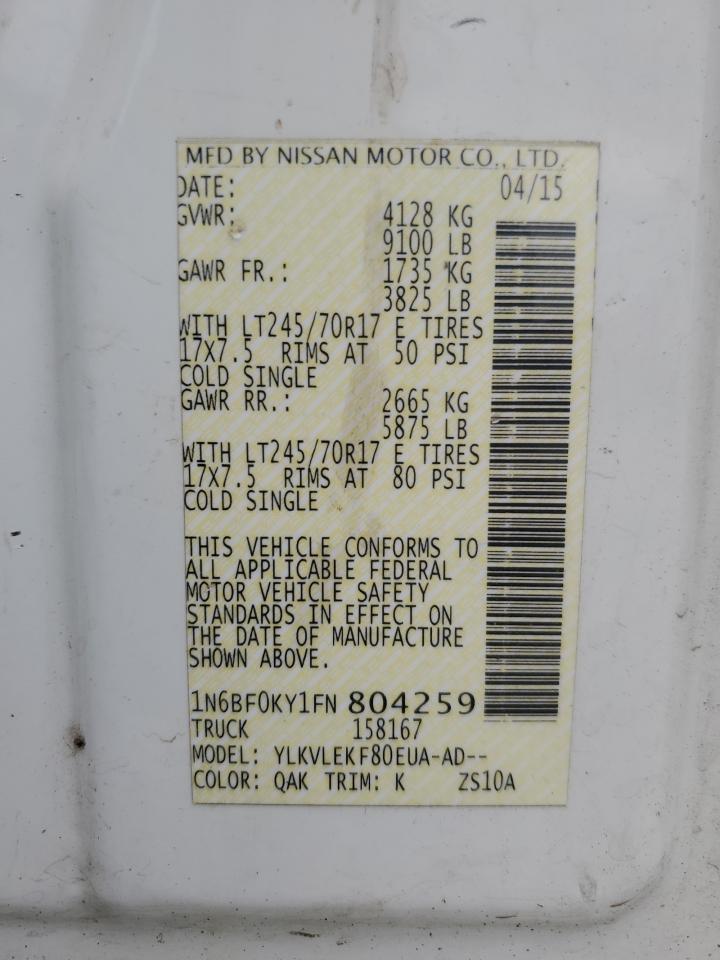 MFD BY NISSAN MOTOR CO., LTD.
DATE: 04/15
GVWR: 4128 KG
9100 LB
GAWR FR.: 1735 KG
3825 LB
WITH LT245/70R17 E TIRES
17X7.5 RIMS AT 50 PSI
COLD SINGLE
GAWR RR.: 2665 KG
5875 LB
WITH LT245/70R17 E TIRES
17X7.5 RIMS AT 80 PSI
COLD SINGLE
THIS VEHICLE CONFORMS TO
ALL APPLICABLE FEDERAL
MOTOR VEHICLE SAFETY
STANDARDS IN EFFECT ON
THE DATE OF MANUFACTURE
SHOWN ABOVE.
1N6BF0KY1FN 804259
TRUCK 158167
MODEL: YLKVLEKF80EUA-AD--
COLOR: QAK TRIM: K ZS10A